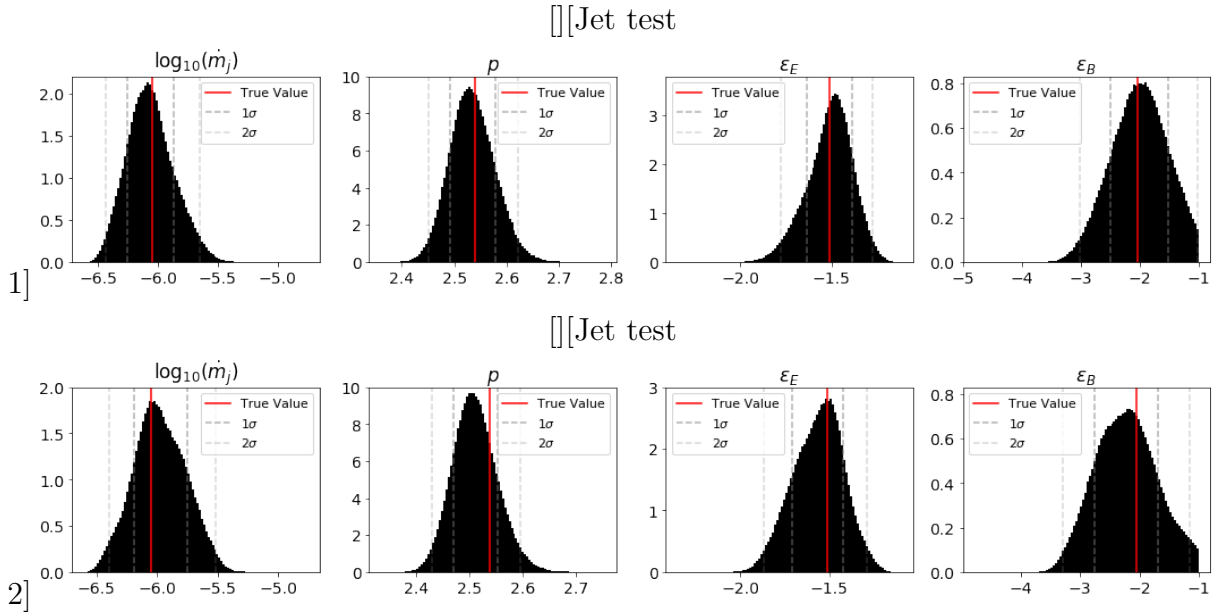 [][Jet test
log₁₀(ṁⱼ) p εE εB
2.0 1.5 1.0 0.5 0.0
True Value
1σ
2σ
−6.5 −6.0 −5.5 −5.0
10 8 6 4 2 0
True Value
1σ
2σ
2.4 2.5 2.6 2.7 2.8
3 2 1 0
True Value
1σ
2σ
−2.0 −1.5
0.8 0.6 0.4 0.2 0.0
True Value
1σ
2σ
−5 −4 −3 −2 −1
1]
[][Jet test
log₁₀(ṁⱼ) p εE εB
2.0 1.5 1.0 0.5 0.0
True Value
1σ
2σ
−6.5 −6.0 −5.5 −5.0
10 8 6 4 2 0
True Value
1σ
2σ
2.4 2.5 2.6 2.7
3 2 1 0
True Value
1σ
2σ
−2.0 −1.5
0.8 0.6 0.4 0.2 0.0
True Value
1σ
2σ
−4 −3 −2 −1
2]